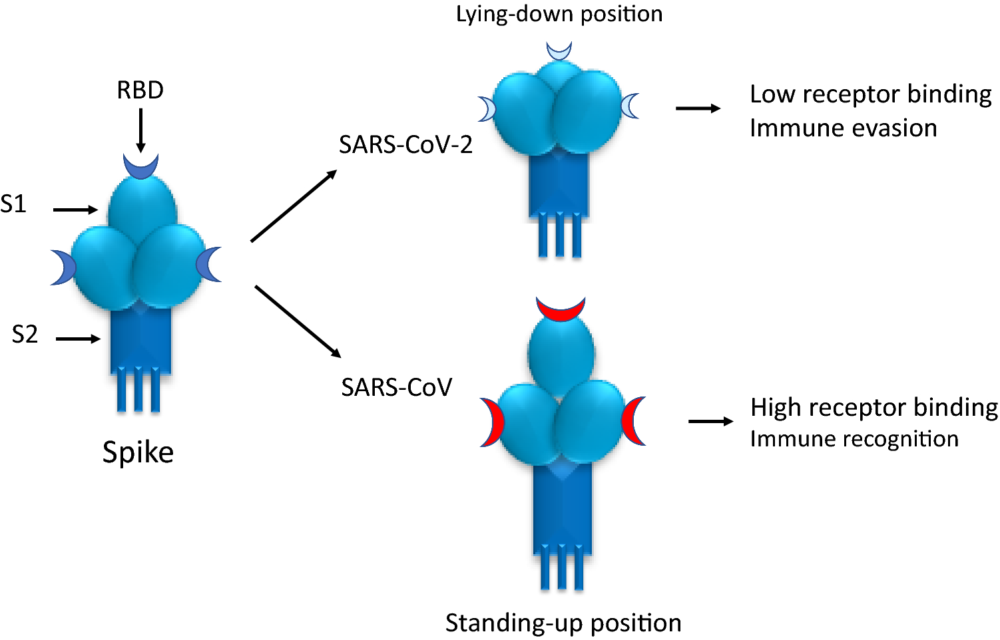 RBD
S1
S2
Spike
Lying-down position
SARS-CoV-2
Low receptor binding
Immune evasion
SARS-CoV
High receptor binding
Immune recognition
Standing-up position